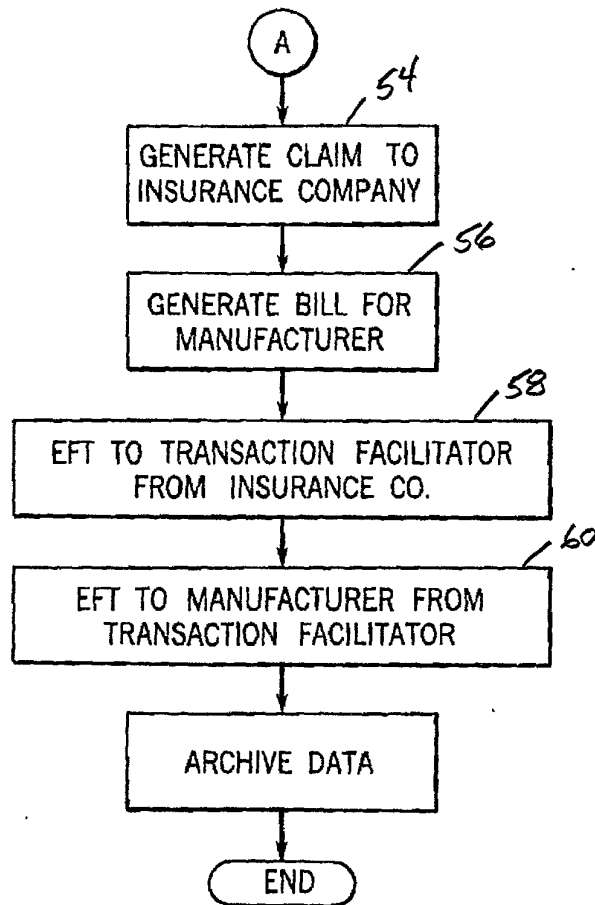 A
54
GENERATE CLAIM TO
INSURANCE COMPANY
56
GENERATE BILL FOR
MANUFACTURER
58
EFT TO TRANSACTION FACILITATOR
FROM INSURANCE CO.
60
EFT TO MANUFACTURER FROM
TRANSACTION FACILITATOR
ARCHIVE DATA
END